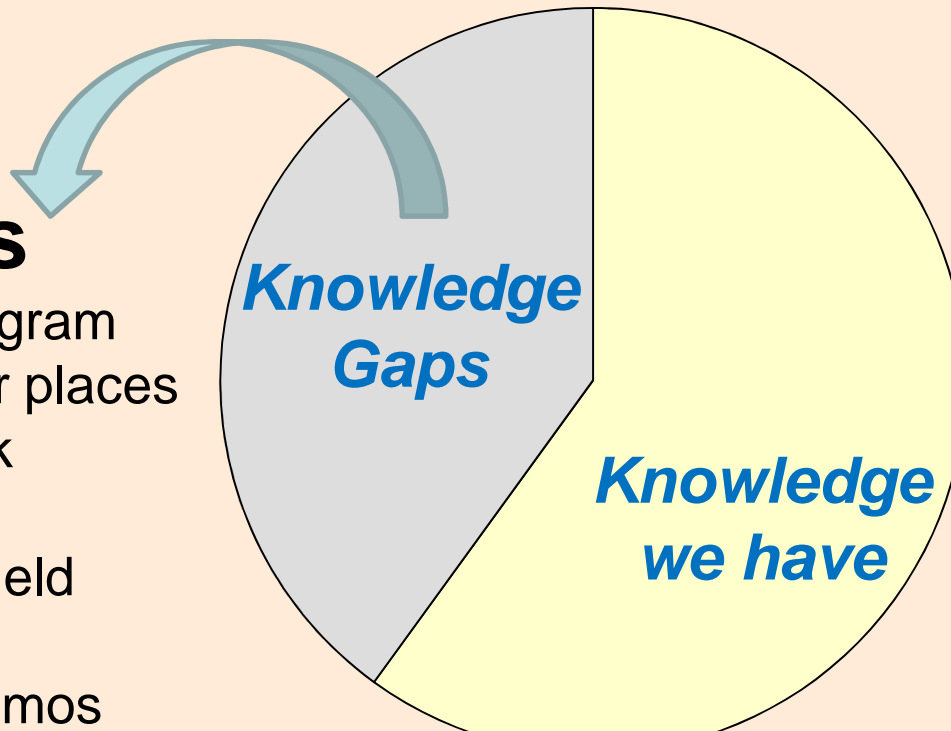 s
gram
r places
k
eld
mos
Knowledge
Gaps
Knowledge
we have